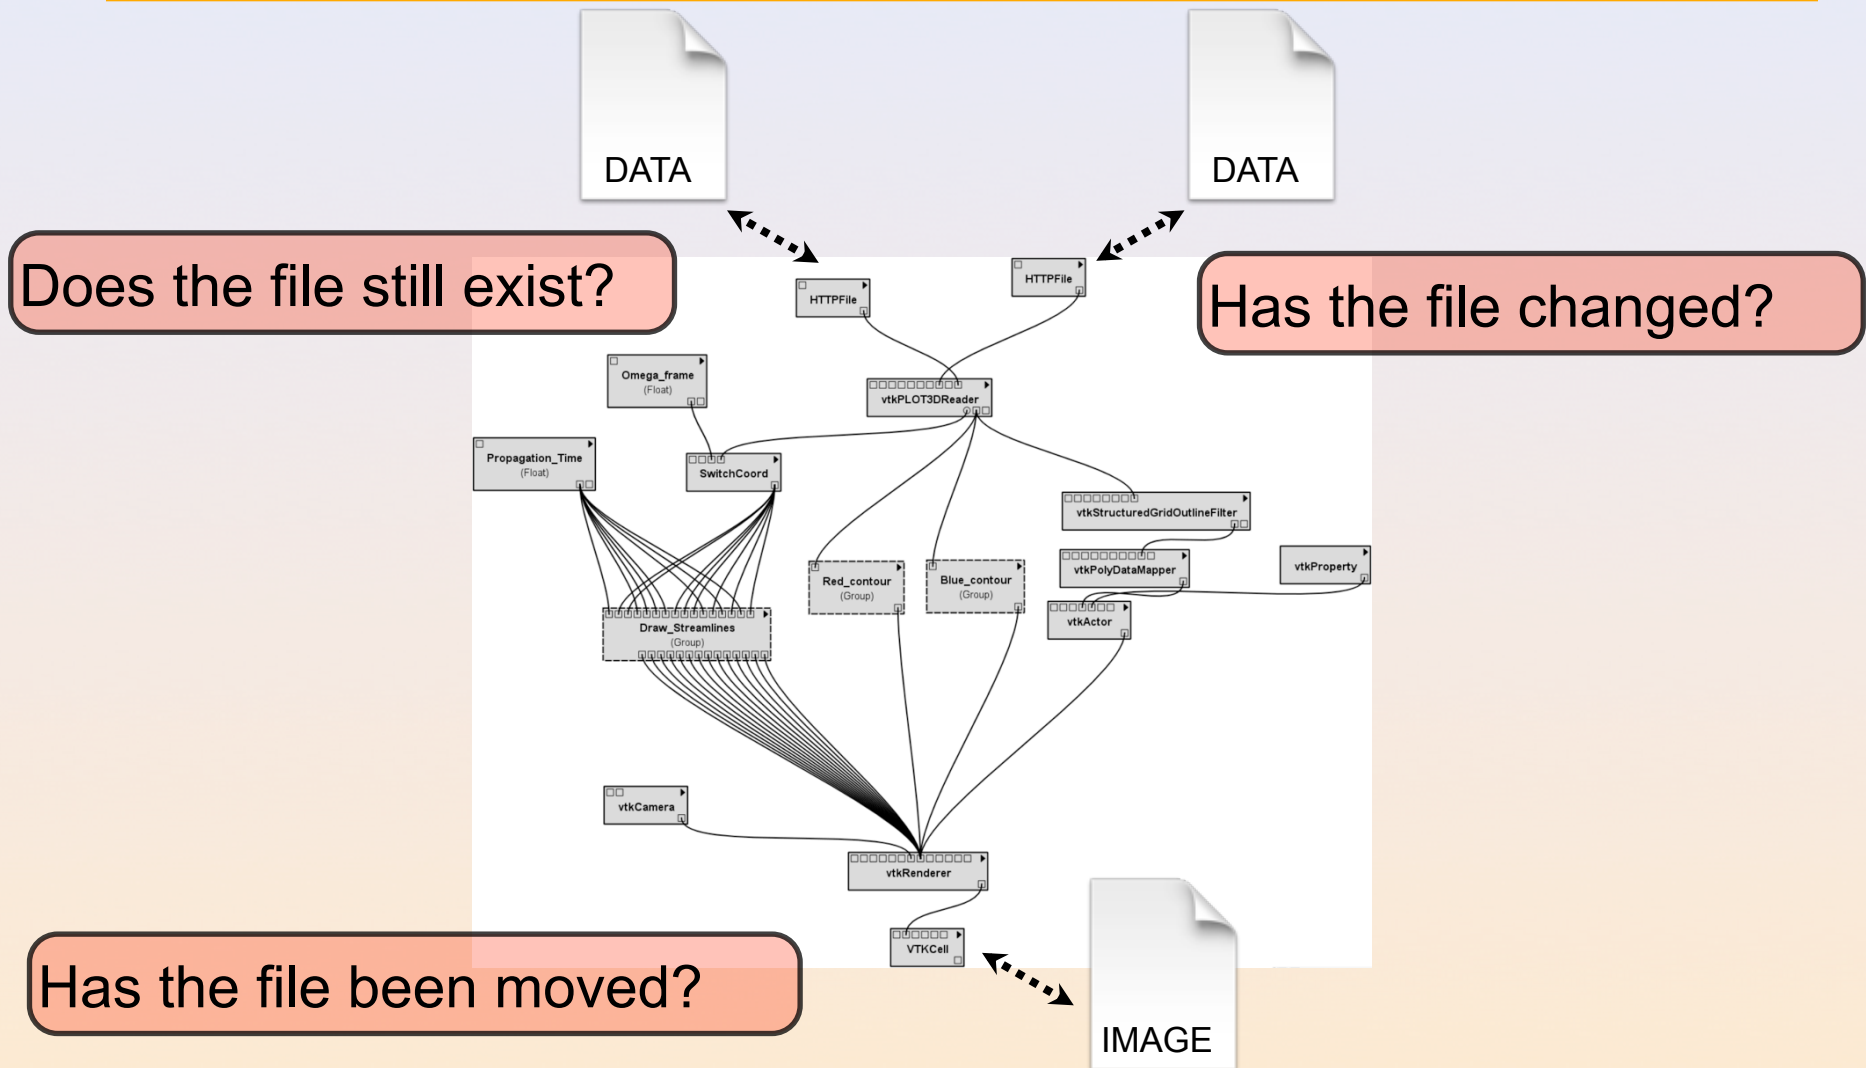 DATA
DATA
Does the file still exist?
Has the file changed?
HTTPFile
HTTPFile
Omega_frame
(Float)
vtkPLOT3DReader
Propagation_Time
(Float)
SwitchCoord
vtkStructuredGridOutlineFilter
vtkPolyDataMapper
vtkProperty
Red_contour
(Group)
Blue_contour
(Group)
vtkActor
Draw_Streamlines
(Group)
vtkCamera
vtkRenderer
VTKCell
Has the file been moved?
IMAGE